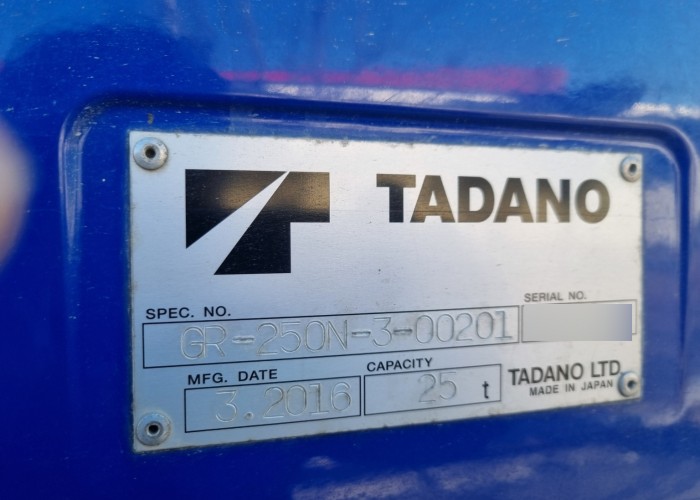 TADANO
SPEC. NO.
GR-250N-3-00201
SERIAL NO.
MFG. DATE
3.2016
CAPACITY
25 t
TADANO LTD.
MADE IN JAPAN